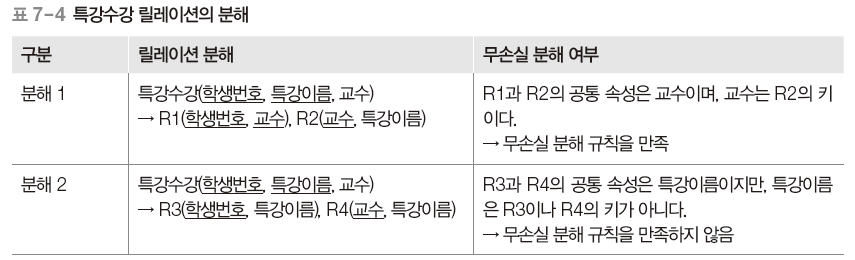 표 7-4 특강수강 릴레이션의 분해
구분 릴레이션 분해 무손실 분해 여부
분해 1
특강수강(학생번호, 특강이름, 교수)
→ R1(학생번호, 교수), R2(교수, 특강이름)
R1과 R2의 공통 속성은 교수이며, 교수는 R2의 키
이다.
→ 무손실 분해 규칙을 만족
분해 2
특강수강(학생번호, 특강이름, 교수)
→ R3(학생번호, 특강이름), R4(교수, 특강이름)
R3과 R4의 공통 속성은 특강이름이지만, 특강이름
은 R3이나 R4의 키가 아니다.
→ 무손실 분해 규칙을 만족하지 않음